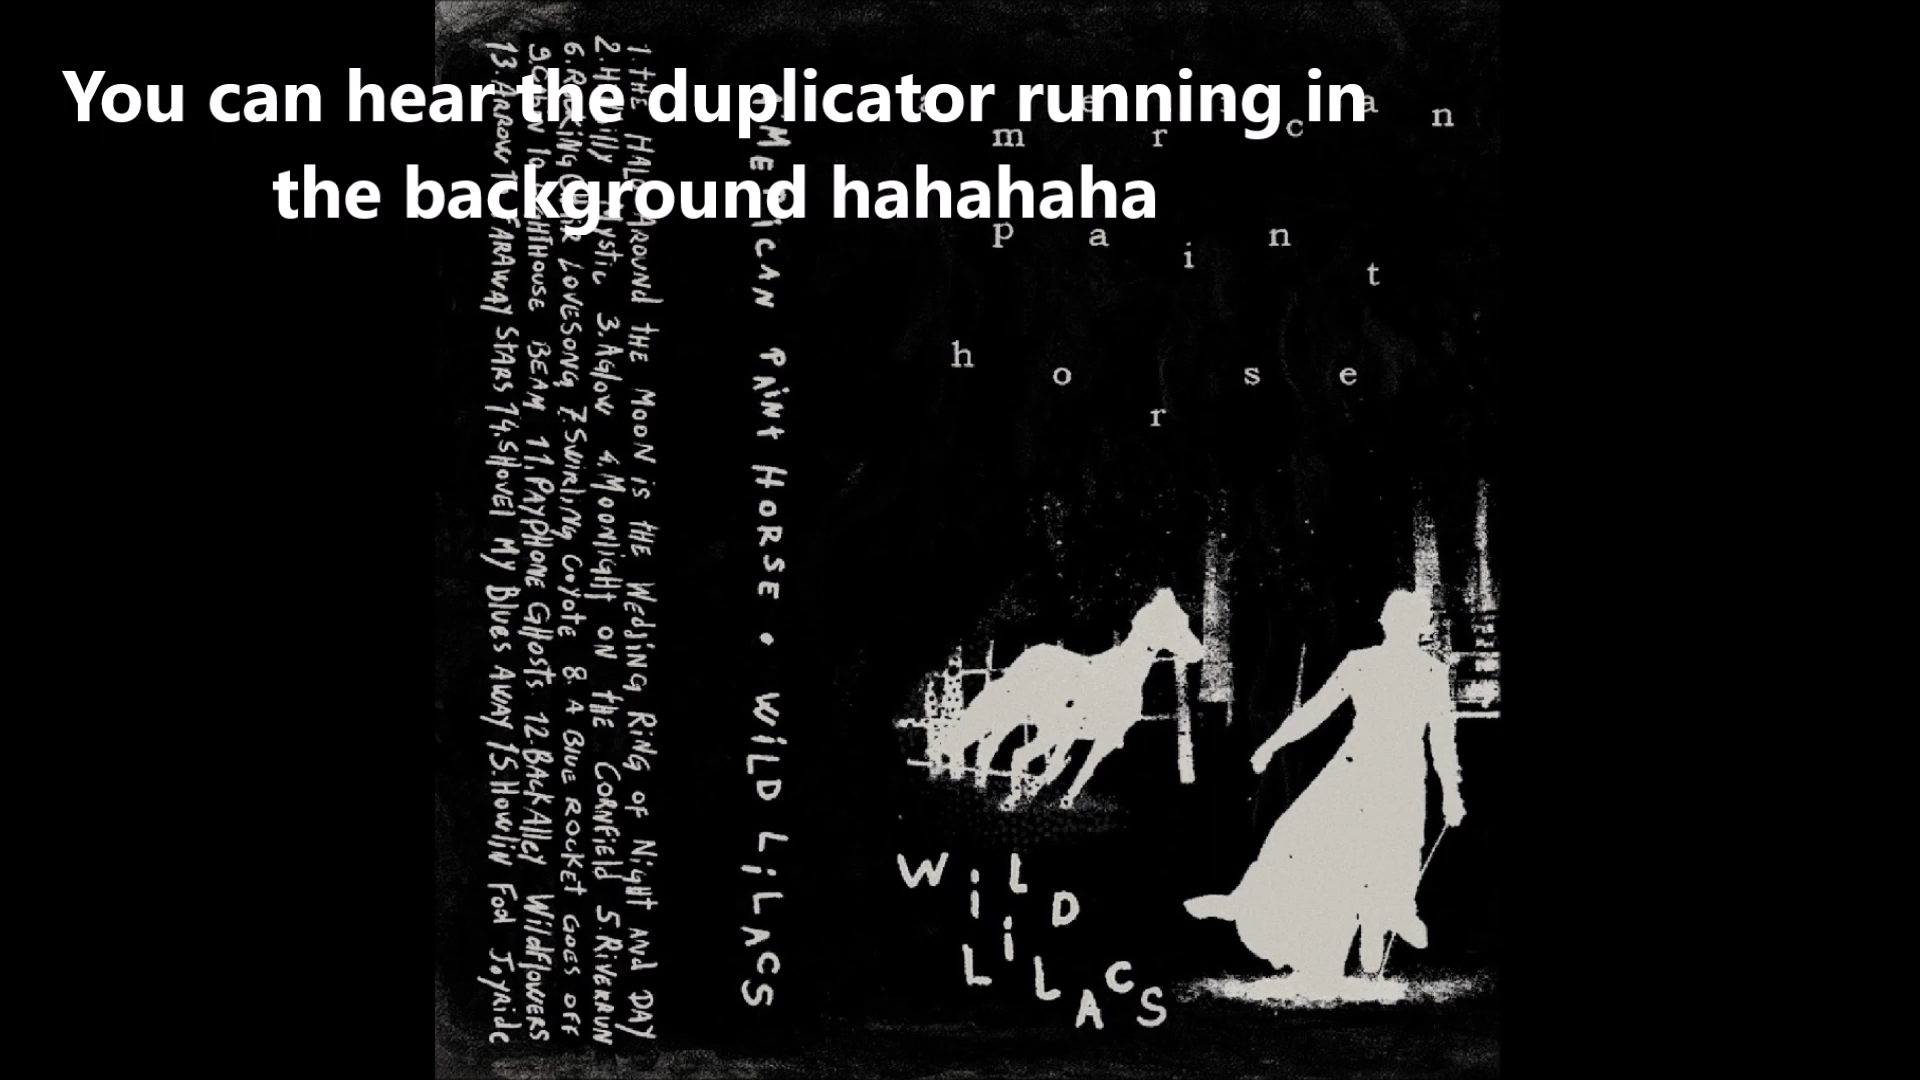 You can hear the duplicator running in
the background hahahaha
1.THE HALO AROUND tHE MOON iS tHE WEDiNG RiNG OF NiGHt AND DAY
2.Hillbilly Mystic 3.Aglow 4.Moonlight ON tHE CORNfiElD 5.RiVERRUN
6.ROCKiNG CHAiR LOVESONG 7.SwirliNG Coyote 8.A BlUE ROCKEt GOES OFF
10.LigHtHOUSE BEAM 11.PAYPHONE GHosts 12.BACK Alley Wildflowers
13.ARROW to FARAWAY StARS 14.SHovel My Blues AWAY 15.Howlin Fod Joyride
AMERiCAN PAiNt HORSE • WiLD LiLACS
american
paint
horse
WiLD
LiLACS